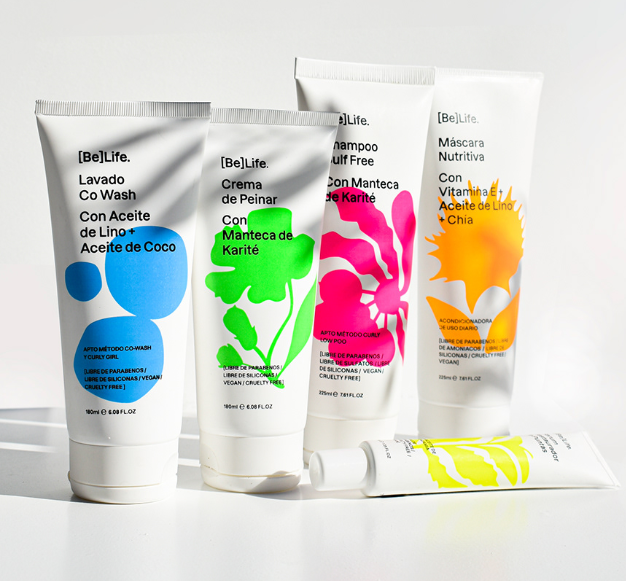 [Be]Life.
Lavado
Co Wash
Con Aceite
de Lino +
Aceite de Coco
APTO MÉTODO CO-WASH
Y CURLY GIRL
[LIBRE DE PARABENOS /
LIBRE DE SILICONAS / VEGAN/
CRUELTY FREE]
180ml ℮ 6.08 FL.OZ
[Be]Life.
Crema
de Peinar
Con
Manteca de
Karité
[LIBRE DE PARABENOS /
LIBRE DE SILICONAS /
VEGAN / CRUELTY FREE]
180ml ℮ 6.08 FL.OZ
[Be]Life.
hampoo
ulf Free
Con Manteca
de Karité
APTO MÉTODO CURLY
LOW POO
[LIBRE DE PARABENOS /
LIBRE DE SULFATOS / LIBRE
DE SILICONAS / VEGAN/
CRUELTY FREE]
225ml ℮ 7.61 FL.OZ
[Be]Life.
Máscara
Nutritiva
Con
Vitamina E +
Aceite de Lino
+ Chia
ACONDICIONADORA
DE USO DIARIO
[LIBRE DE PARABENOS / LIBRE
DE AMONIACOS / LIBRE DE
SILICONAS / CRUELTY FREE/
VEGAN]
225ml ℮ 7.61 FL.OZ